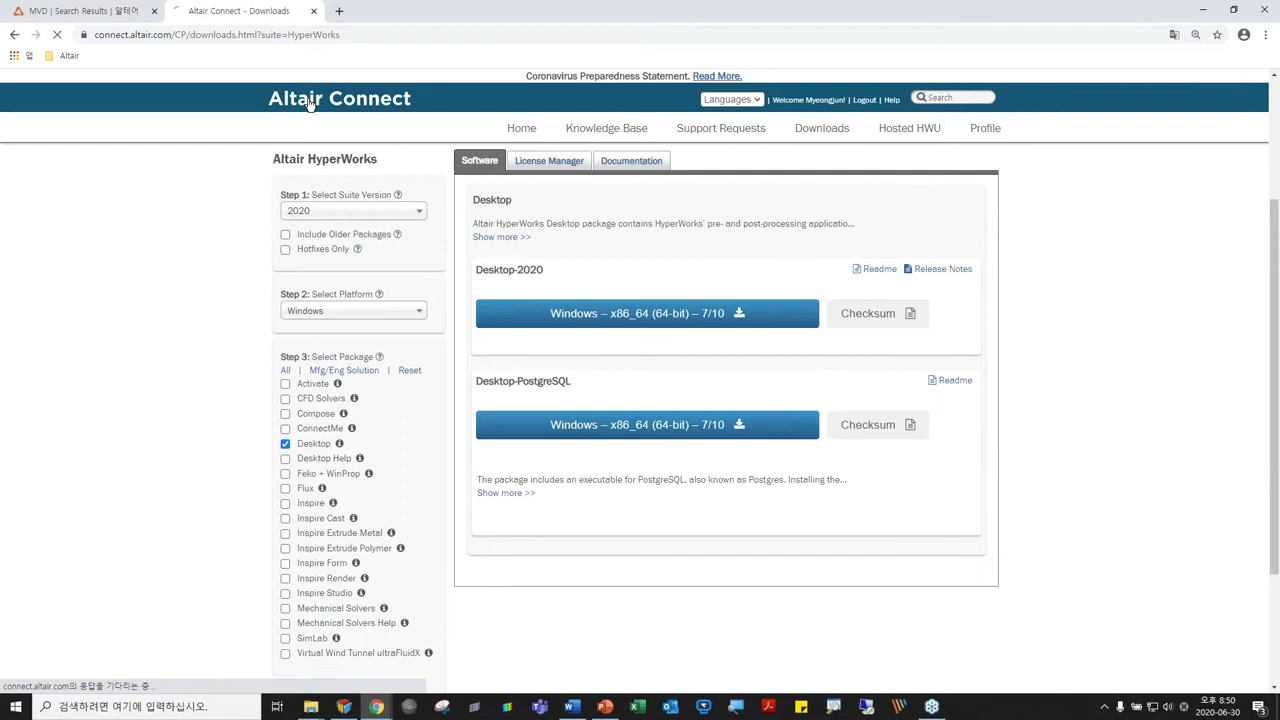 MVD | Search Results | 알테어
Altair Connect - Downloads
connect.altair.com/CP/downloads.html?suite=HyperWorks
앱
Altair
Coronavirus Preparedness Statement. Read More.
Altair Connect
Languages
| Welcome Myeongjun! | Logout | Help
Search
Home
Knowledge Base
Support Requests
Downloads
Hosted HWU
Profile
Altair HyperWorks
Step 1: Select Suite Version
2020
Include Older Packages
Hotfixes Only
Step 2: Select Platform
Windows
Step 3: Select Package
All | Mfg/Eng Solution | Reset
Activate
CFD Solvers
Compose
ConnectMe
Desktop
Desktop Help
Feko + WinProp
Flux
Inspire
Inspire Cast
Inspire Extrude Metal
Inspire Extrude Polymer
Inspire Form
Inspire Render
Inspire Studio
Mechanical Solvers
Mechanical Solvers Help
SimLab
Virtual Wind Tunnel ultraFluidX
Software
License Manager
Documentation
Desktop
Altair HyperWorks Desktop package contains HyperWorks' pre- and post-processing applicatio...
Show more >>
Desktop-2020
Readme
Release Notes
Windows – x86_64 (64-bit) – 7/10
Checksum
Desktop-PostgreSQL
Readme
Windows – x86_64 (64-bit) – 7/10
Checksum
The package includes an executable for PostgreSQL, also known as Postgres. Installing the...
Show more >>
connect.altair.com의 응답을 기다리는 중...
검색하려면 여기에 입력하십시오.
오후 8:50
2020-06-30